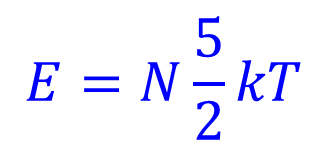 E = N 5/2 kT